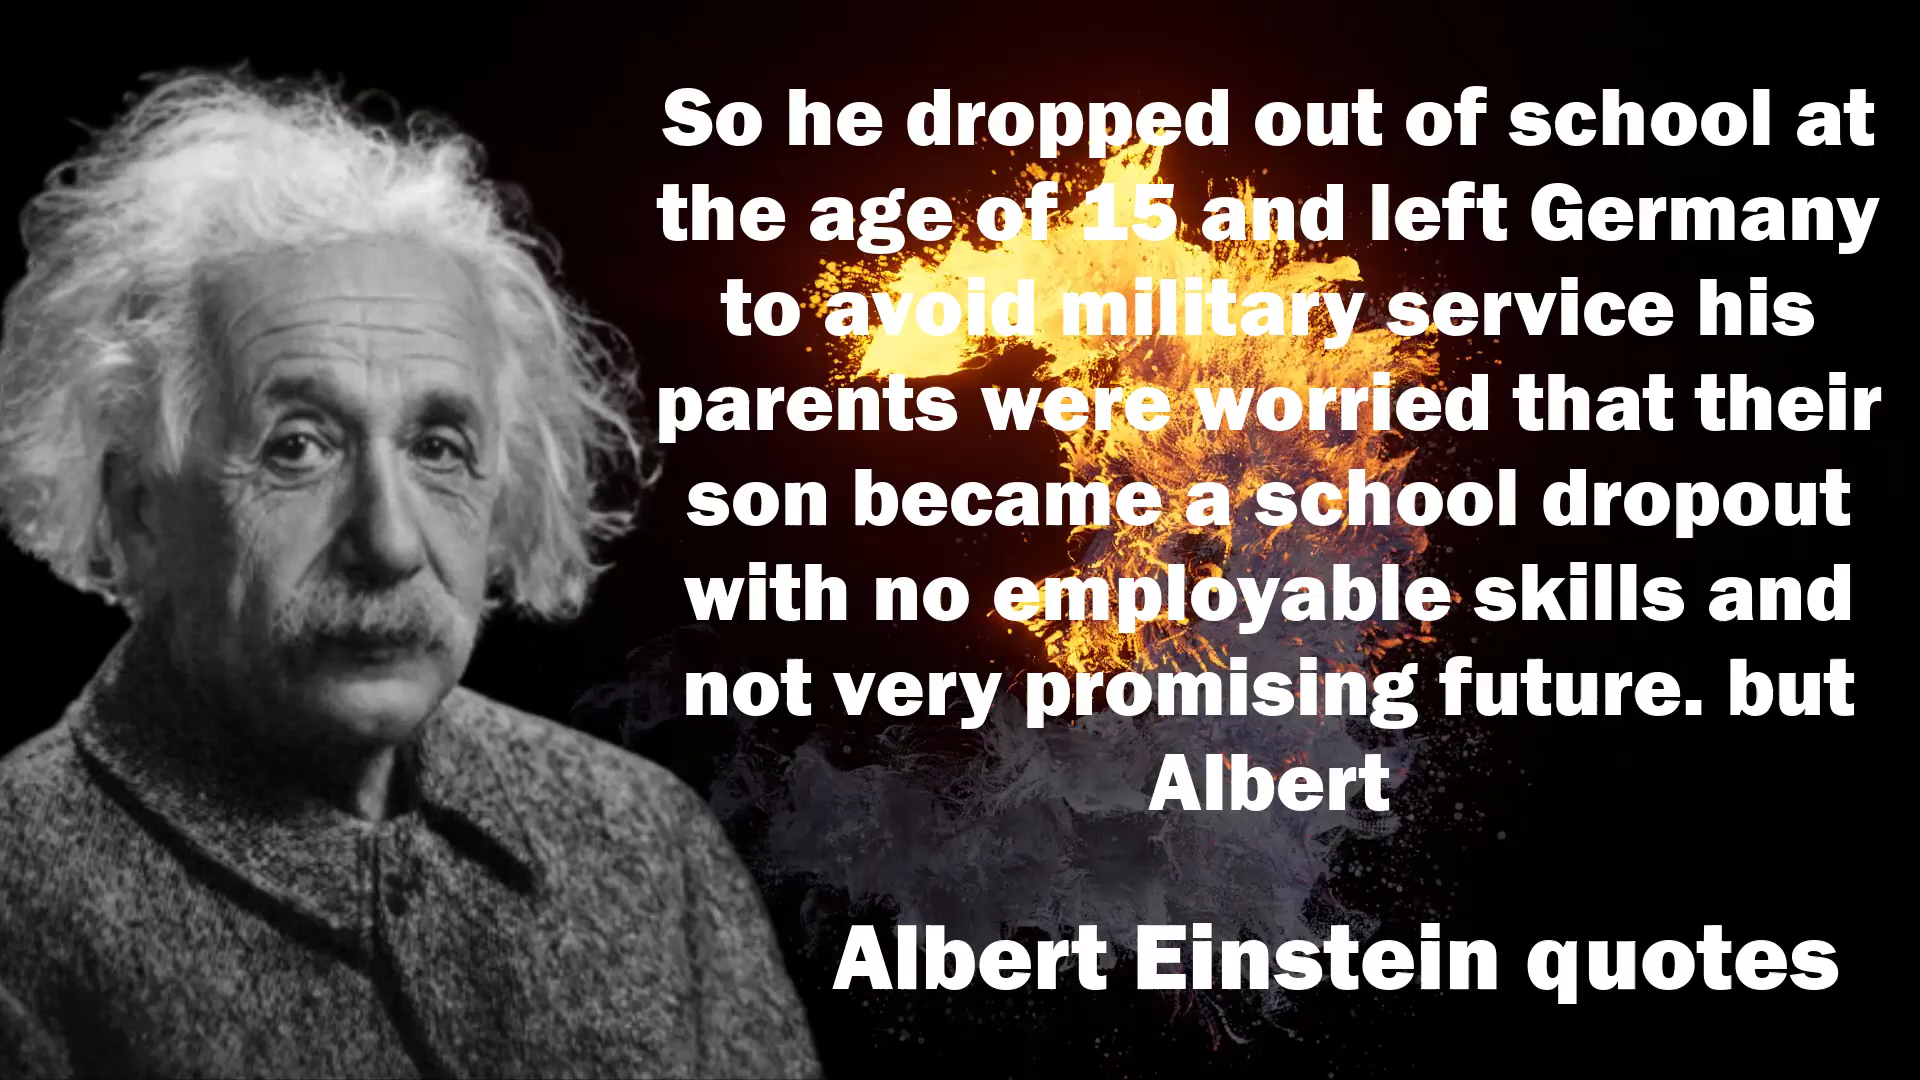 So he dropped out of school at
the age of 15 and left Germany
to avoid military service his
parents were worried that their
son became a school dropout
with no employable skills and
not very promising future. but
Albert
Albert Einstein quotes